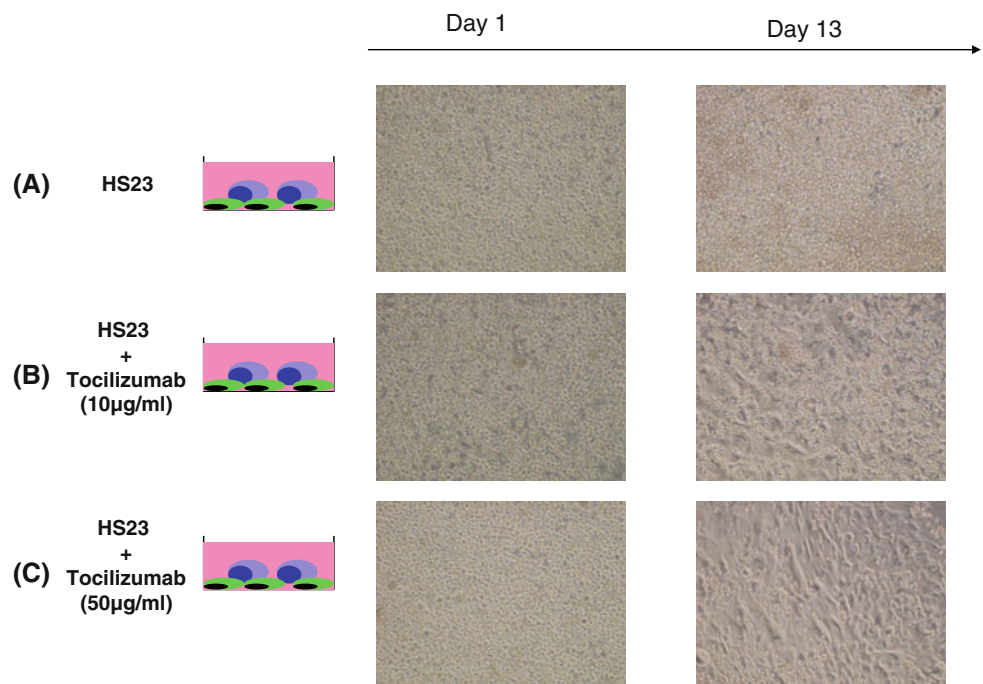 Day 1
Day 13
(A)
HS23
(B)
HS23
+
Tocilizumab
(10µg/ml)
(C)
HS23
+
Tocilizumab
(50µg/ml)